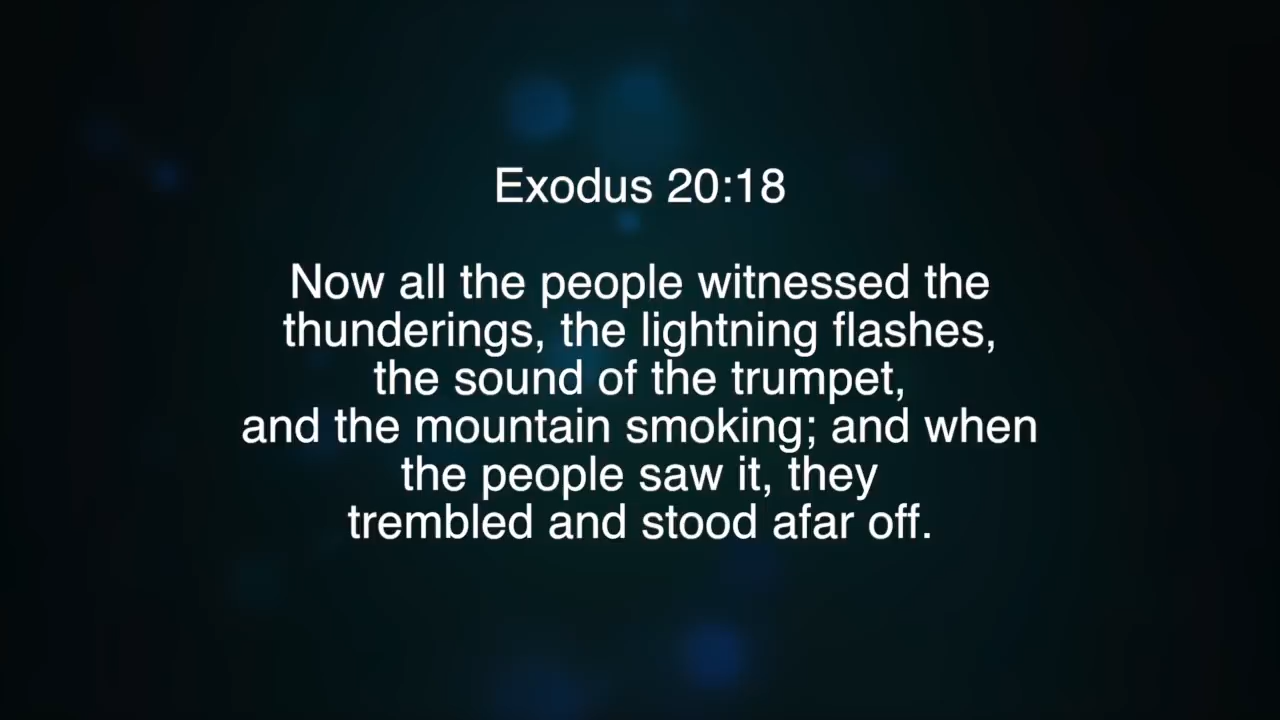 Exodus 20:18
Now all the people witnessed the
thunderings, the lightning flashes,
the sound of the trumpet,
and the mountain smoking; and when
the people saw it, they
trembled and stood afar off.